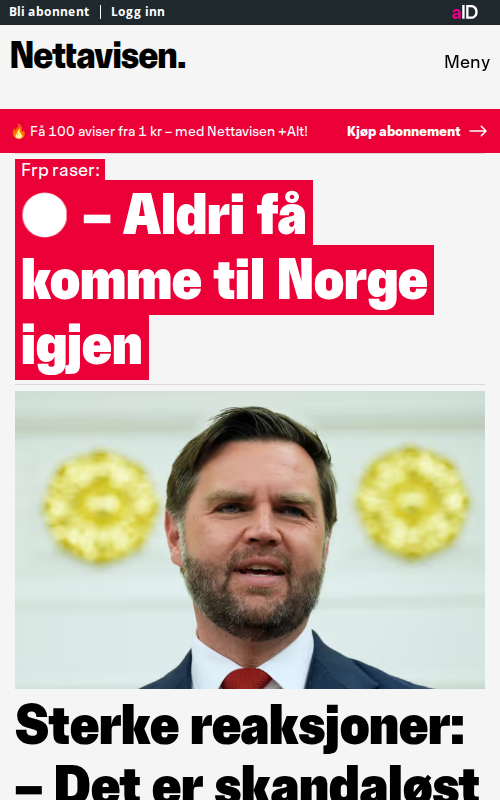 Bli abonnent | Logg inn
aID
Nettavisen.
Meny
🔥 Få 100 aviser fra 1 kr – med Nettavisen +Alt!
Kjøp abonnement →
Frp raser:
– Aldri få
komme til Norge
igjen
Sterke reaksjoner:
– Det er skandaløst